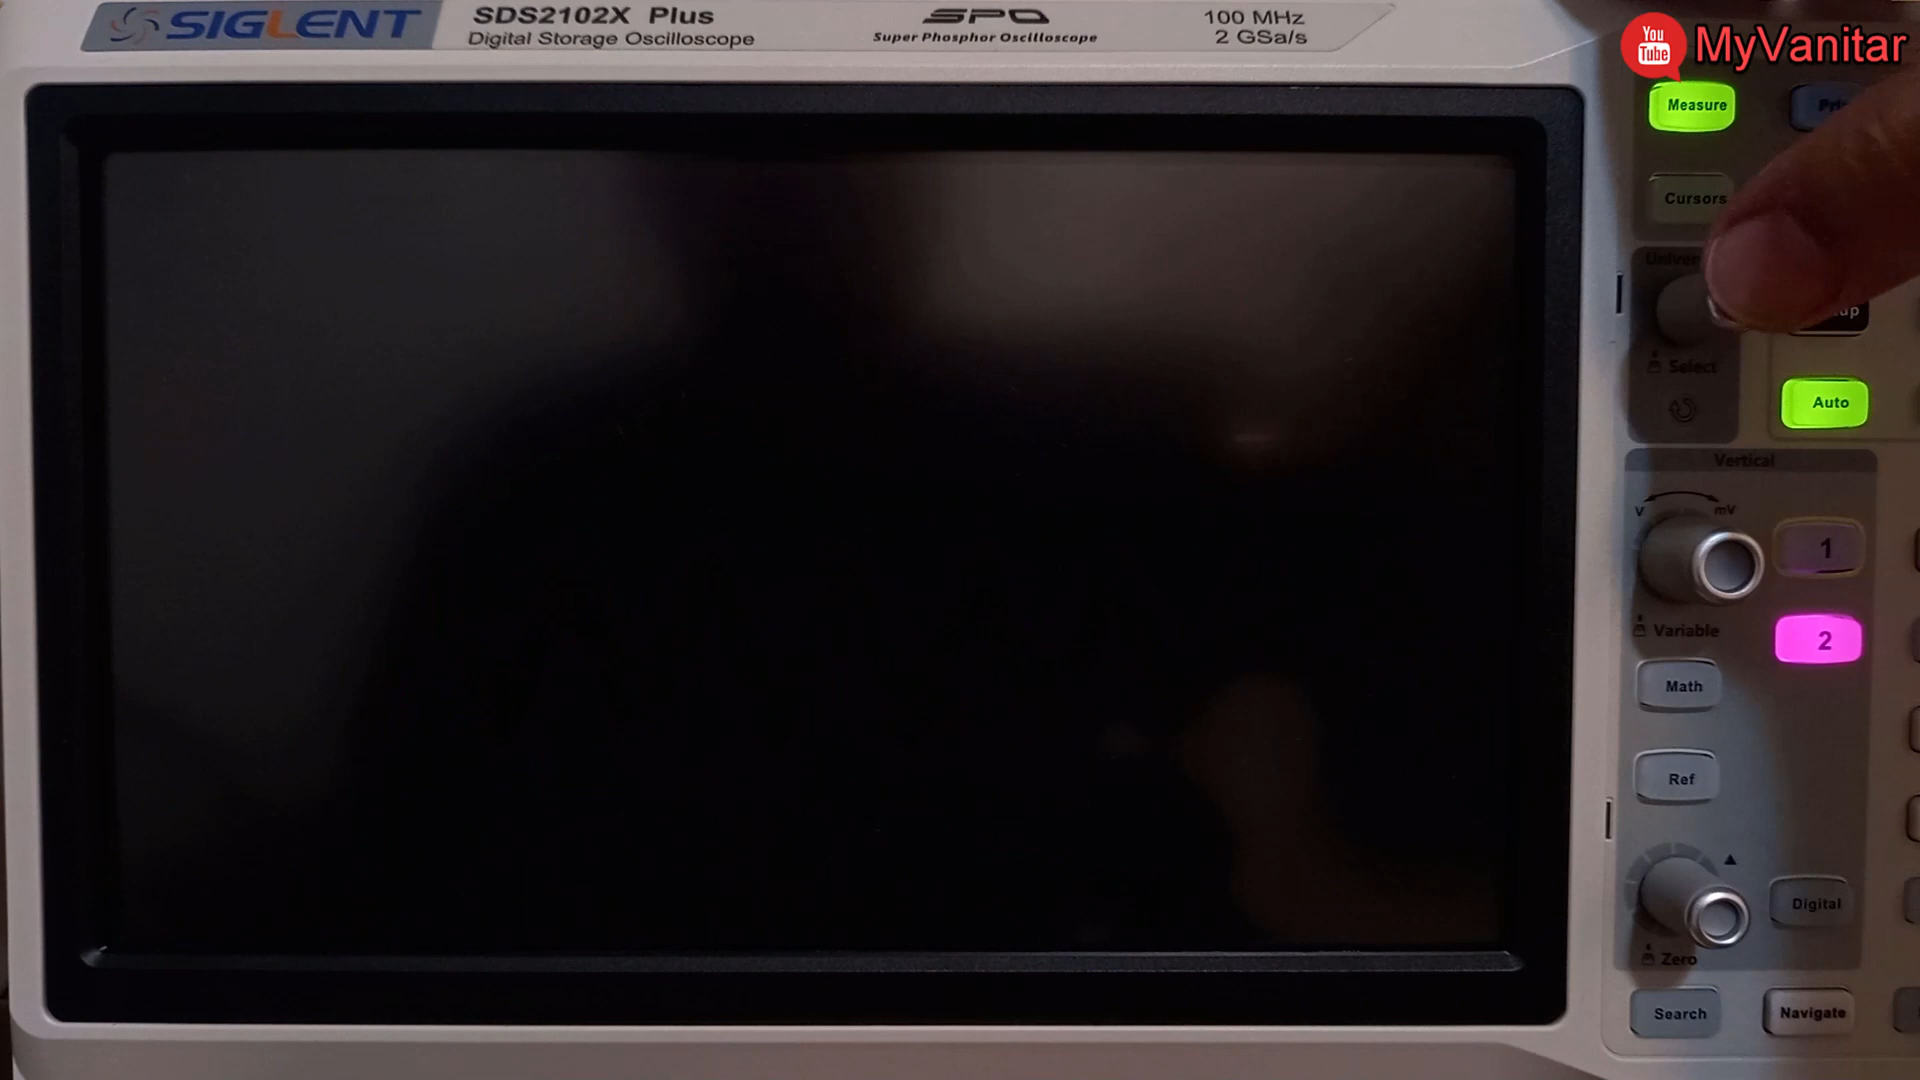 SIGLENT
SDS2102X Plus
Digital Storage Oscilloscope
SPO
Super Phosphor Oscilloscope
100 MHz
2 GSa/s
You
Tube
MyVanitar
Measure
Cursors
Select
Auto
Vertical
V
mV
1
Variable
2
Math
Ref
Digital
Zero
Search
Navigate